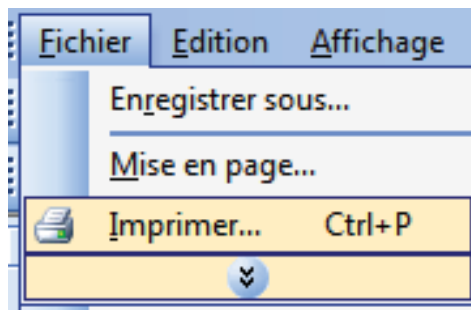 Fichier Edition Affichage
Enregistrer sous...
Mise en page...
Imprimer... Ctrl+P